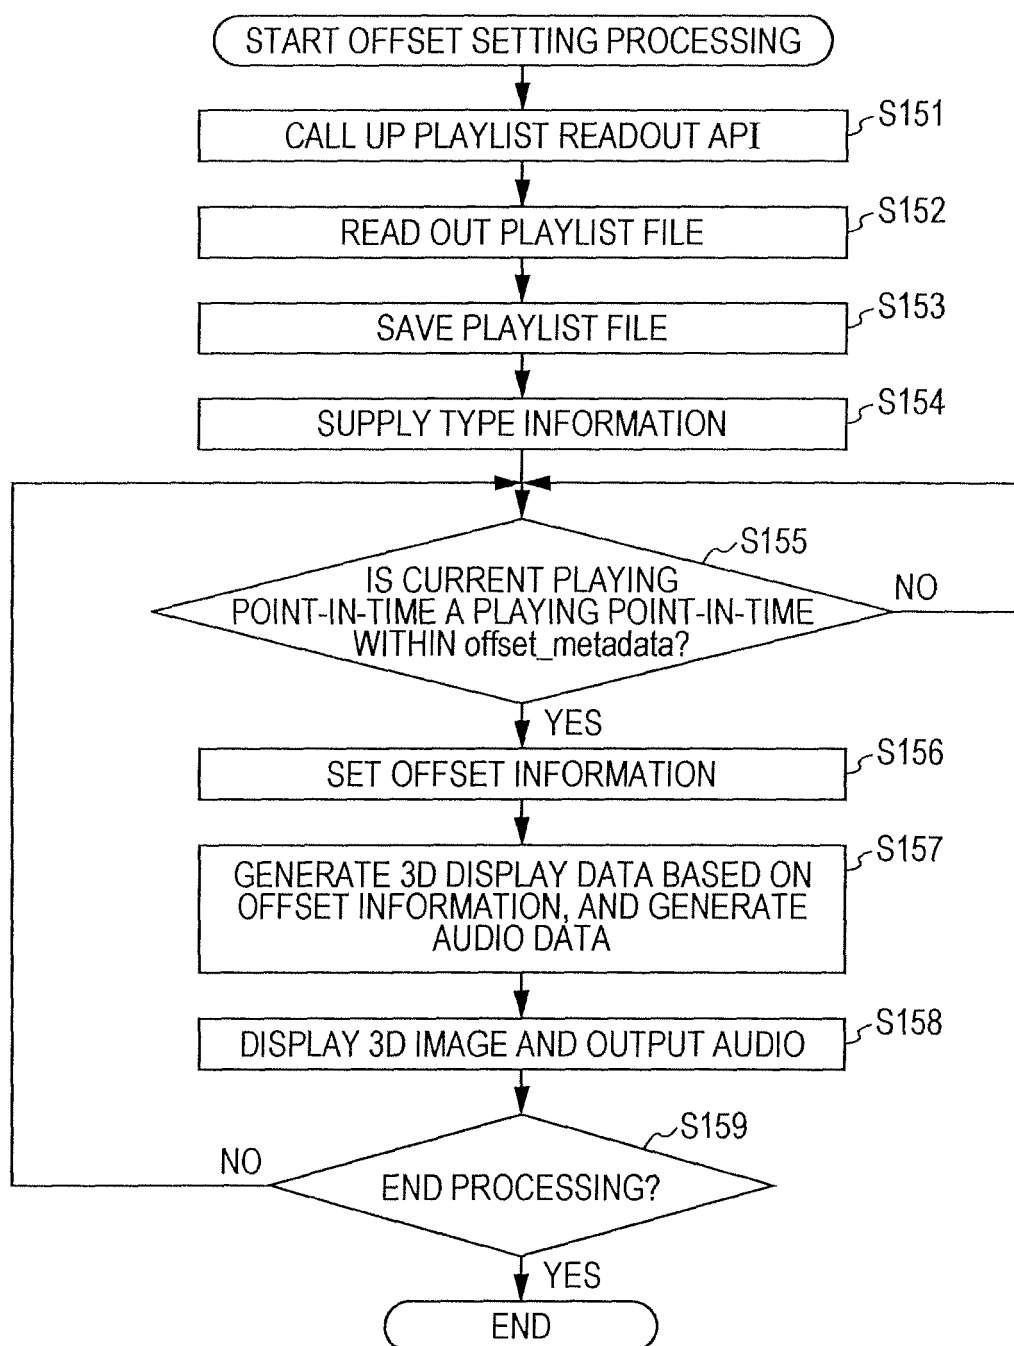 START OFFSET SETTING PROCESSING
S151
CALL UP PLAYLIST READOUT API
S152
READ OUT PLAYLIST FILE
S153
SAVE PLAYLIST FILE
S154
SUPPLY TYPE INFORMATION
S155
IS CURRENT PLAYING
POINT-IN-TIME A PLAYING POINT-IN-TIME
WITHIN offset_metadata?
NO
YES
S156
SET OFFSET INFORMATION
S157
GENERATE 3D DISPLAY DATA BASED ON
OFFSET INFORMATION, AND GENERATE
AUDIO DATA
S158
DISPLAY 3D IMAGE AND OUTPUT AUDIO
S159
NO
END PROCESSING?
YES
END